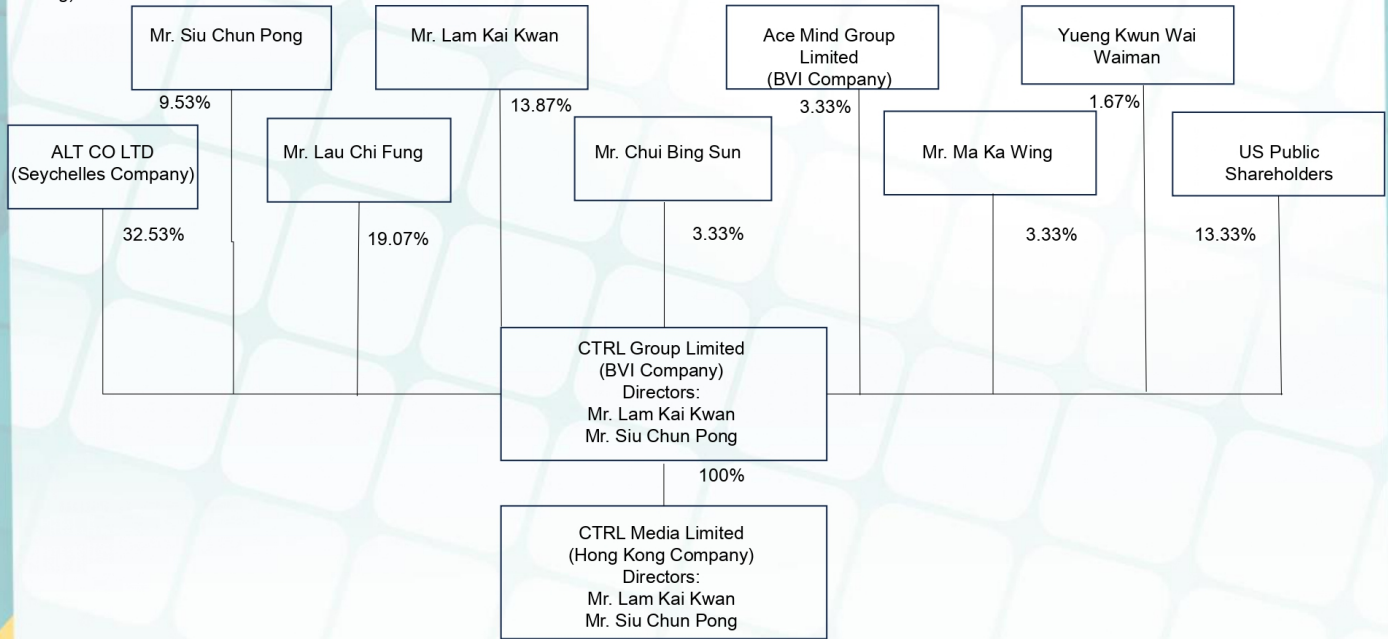 g)
Mr. Siu Chun Pong
Mr. Lam Kai Kwan
Ace Mind Group
Limited
(BVI Company)
Yueng Kwun Wai
Waiman
9.53%
13.87%
3.33%
1.67%
ALT CO LTD
(Seychelles Company)
Mr. Lau Chi Fung
Mr. Chui Bing Sun
Mr. Ma Ka Wing
US Public
Shareholders
32.53%
19.07%
3.33%
3.33%
13.33%
CTRL Group Limited
(BVI Company)
Directors:
Mr. Lam Kai Kwan
Mr. Siu Chun Pong
100%
CTRL Media Limited
(Hong Kong Company)
Directors:
Mr. Lam Kai Kwan
Mr. Siu Chun Pong